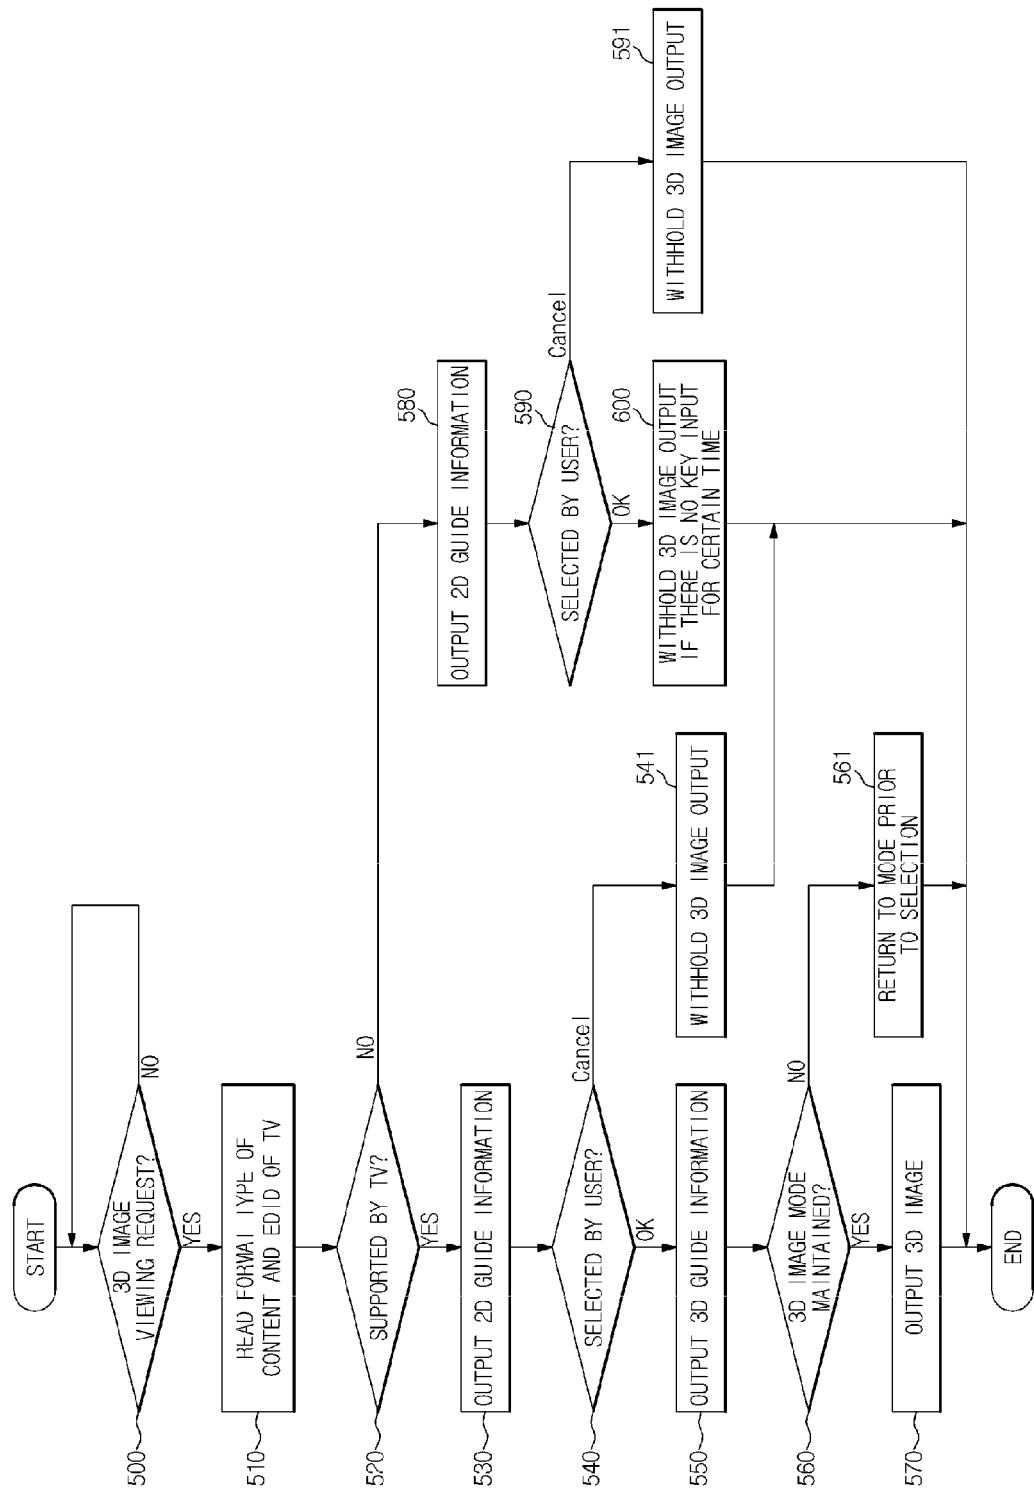 START
500
3D IMAGE
VIEWING REQUEST?
NO
YES
510
READ FORMAT TYPE OF
CONTENT AND EDID OF TV
520
SUPPORTED BY TV?
NO
YES
530
OUTPUT 2D GUIDE INFORMATION
580
OUTPUT 2D GUIDE INFORMATION
540
SELECTED BY USER?
Cancel
OK
590
SELECTED BY USER?
Cancel
OK
550
OUTPUT 3D GUIDE INFORMATION
541
WITHHOLD 3D IMAGE OUTPUT
600
WITHHOLD 3D IMAGE OUTPUT
IF THERE IS NO KEY INPUT
FOR CERTAIN TIME
591
WITHHOLD 3D IMAGE OUTPUT
560
3D IMAGE MODE
MAINTAINED?
NO
YES
561
RETURN TO MODE PRIOR
TO SELECTION
570
OUTPUT 3D IMAGE
END